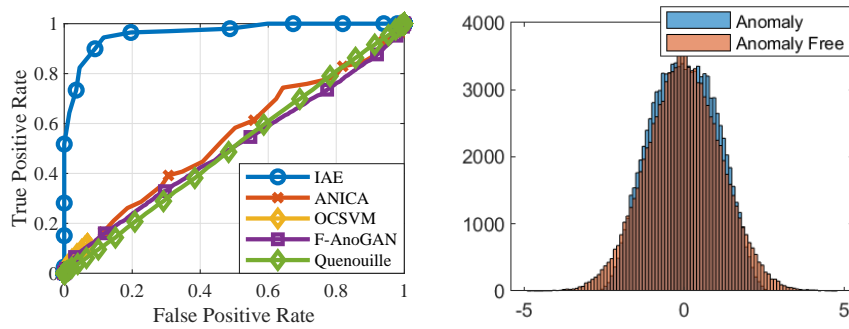 True Positive Rate
1
0.8
0.6
0.4
0.2
0
0
0.2
0.4
0.6
0.8
1
False Positive Rate
IAE
ANICA
OCSVM
F-AnoGAN
Quenouille
4000
3000
2000
1000
0
-5
0
5
Anomaly
Anomaly Free